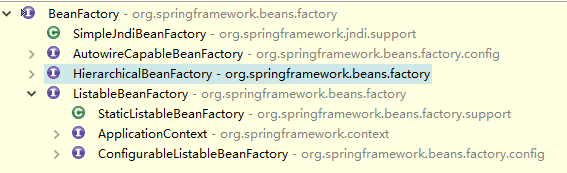 BeanFactory - org.springframework.beans.factory
SimpleJndiBeanFactory - org.springframework.jndi.support
AutowireCapableBeanFactory - org.springframework.beans.factory.config
HierarchicalBeanFactory - org.springframework.beans.factory
ListableBeanFactory - org.springframework.beans.factory
StaticListableBeanFactory - org.springframework.beans.factory.support
ApplicationContext - org.springframework.context
ConfigurableListableBeanFactory - org.springframework.beans.factory.config